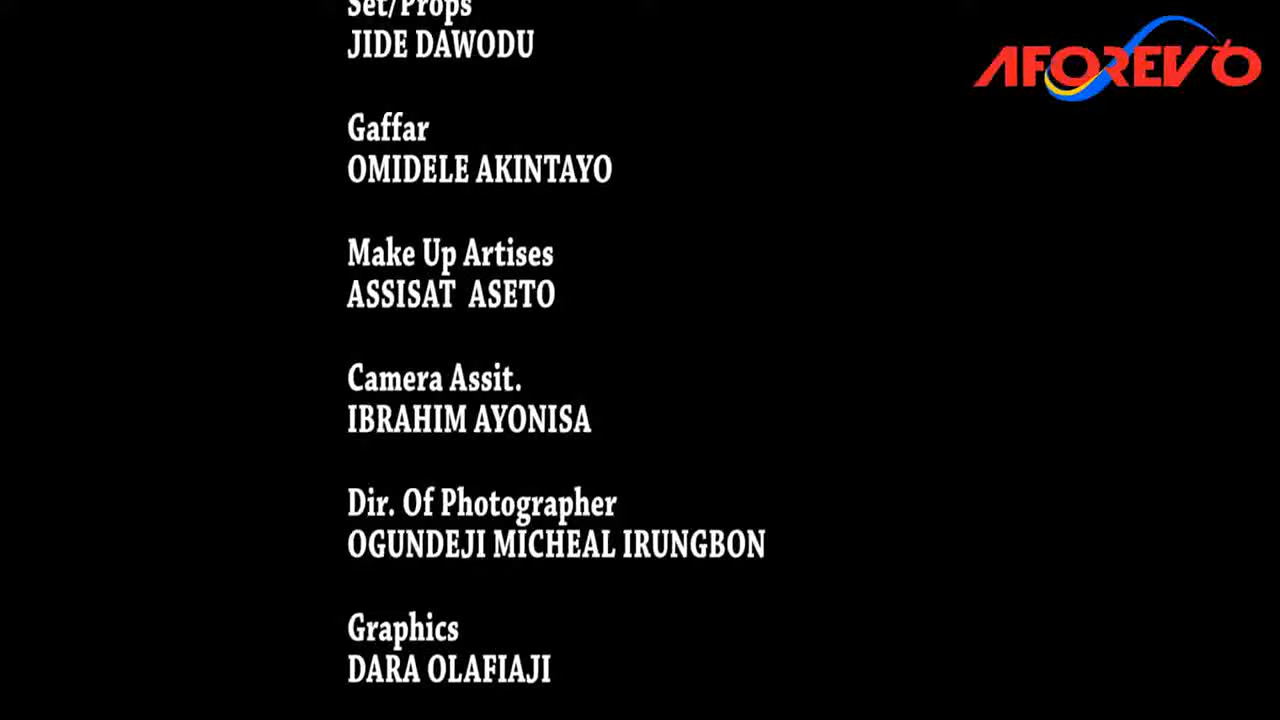 Set/Props
JIDE DAWODU
AFOREVO
Gaffar
OMIDELE AKINTAYO
Make Up Artises
ASSISAT ASETO
Camera Assit.
IBRAHIM AYONISA
Dir. Of Photographer
OGUNDEJI MICHEAL IRUNGBON
Graphics
DARA OLAFIAJI